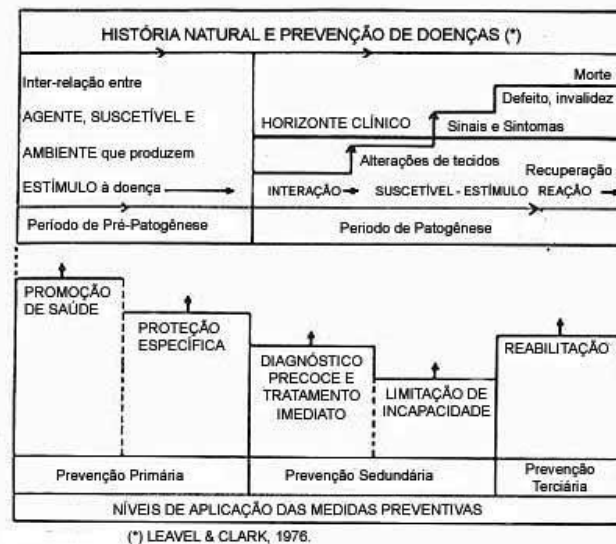 HISTÓRIA NATURAL E PREVENÇÃO DE DOENÇAS (*)
Inter-relação entre
AGENTE, SUSCETÍVEL E
AMBIENTE que produzem
ESTÍMULO à doença
Morte
Defeito, invalidez
HORIZONTE CLÍNICO
Sinais e Sintomas
Alterações de tecidos
Recuperação
INTERAÇÃO SUSCETÍVEL - ESTÍMULO REAÇÃO
Período de Pré-Patogênese
Periodo de Patogênese
PROMOÇÃO
DE SAÚDE
PROTEÇÃO
ESPECÍFICA
DIAGNÓSTICO
PRECOCE E
TRATAMENTO
IMEDIATO
LIMITAÇÃO DE
INCAPACIDADE
REABILITAÇÃO
Prevenção Primária
Prevenção Sedundária
Prevenção
Terciária
NÍVEIS DE APLICAÇÃO DAS MEDIDAS PREVENTIVAS
(*) LEAVEL & CLARK, 1976.